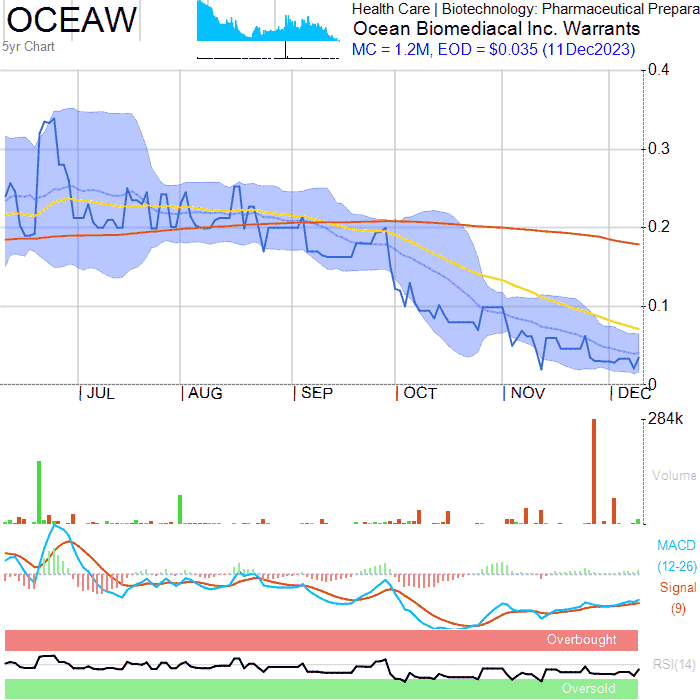 OCEAW
5yr Chart
Health Care | Biotechnology: Pharmaceutical Prepara
Ocean Biomediacal Inc. Warrants
MC = 1.2M, EOD = $0.035 (11Dec2023)
0.4
0.3
0.2
0.1
0
JUL AUG SEP OCT NOV DEC
284k
Volume
MACD
(12-26)
Signal
(9)
Overbought
RSI(14)
Oversold